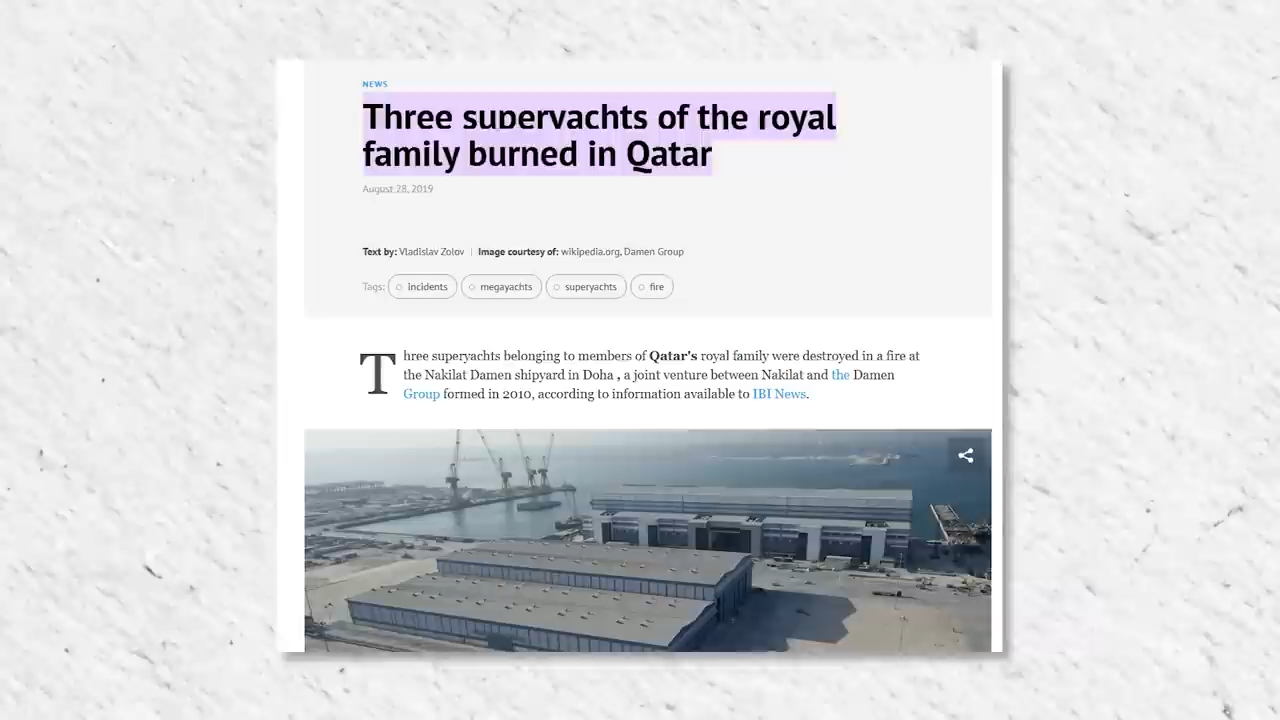 NEWS
Three superyachts of the royal
family burned in Qatar
August 28, 2019
Text by: Vladislav Zolov | Image courtesy of: wikipedia.org, Damen Group
Tags: incidents megayachts superyachts fire
Three superyachts belonging to members of Qatar's royal family were destroyed in a fire at
the Nakilat Damen shipyard in Doha , a joint venture between Nakilat and the Damen
Group formed in 2010, according to information available to IBI News.